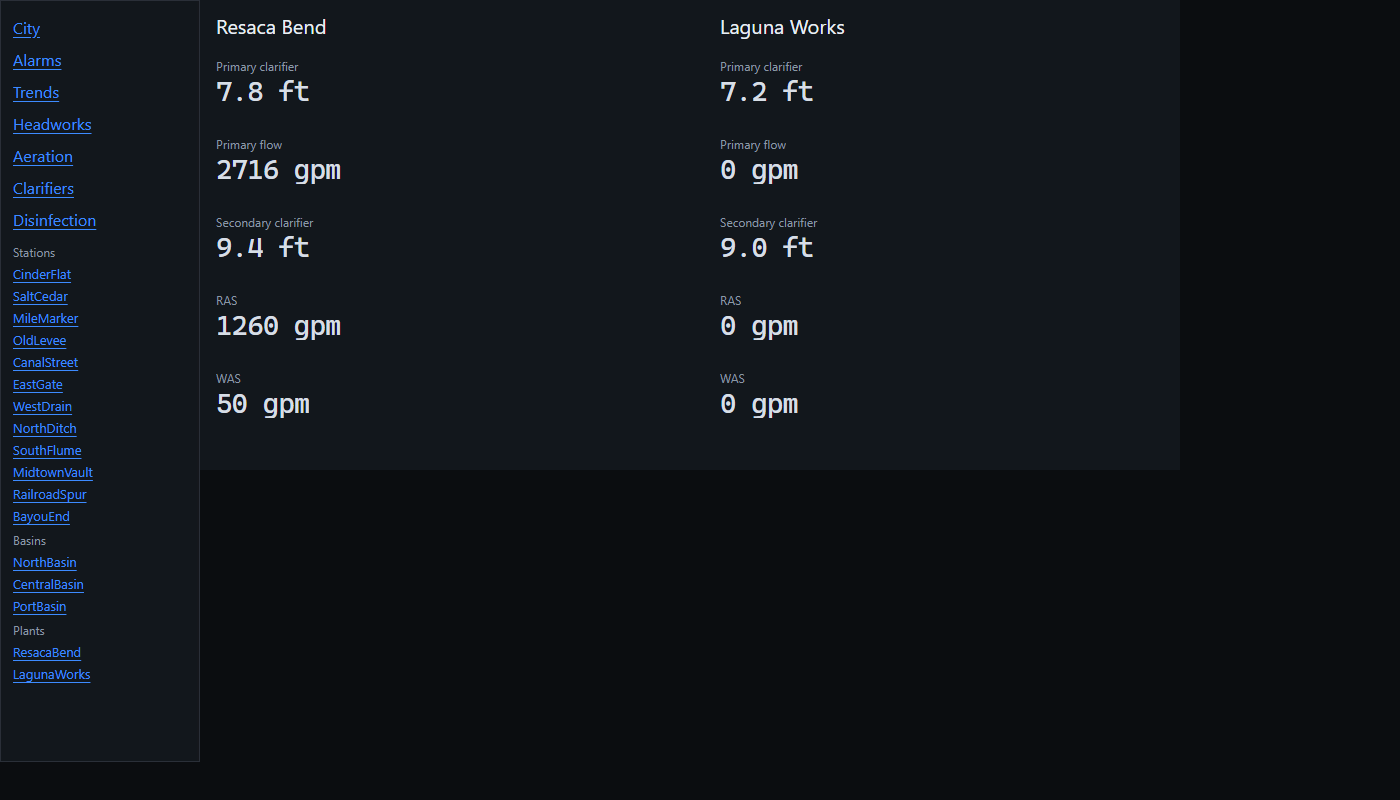 City
Alarms
Trends
Headworks
Aeration
Clarifiers
Disinfection
Stations
CinderFlat
SaltCedar
MileMarker
OldLevee
CanalStreet
EastGate
WestDrain
NorthDitch
SouthFlume
MidtownVault
RailroadSpur
BayouEnd
Basins
NorthBasin
CentralBasin
PortBasin
Plants
ResacaBend
LagunaWorks
Resaca Bend
Primary clarifier
7.8 ft
Primary flow
2716 gpm
Secondary clarifier
9.4 ft
RAS
1260 gpm
WAS
50 gpm
Laguna Works
Primary clarifier
7.2 ft
Primary flow
0 gpm
Secondary clarifier
9.0 ft
RAS
0 gpm
WAS
0 gpm